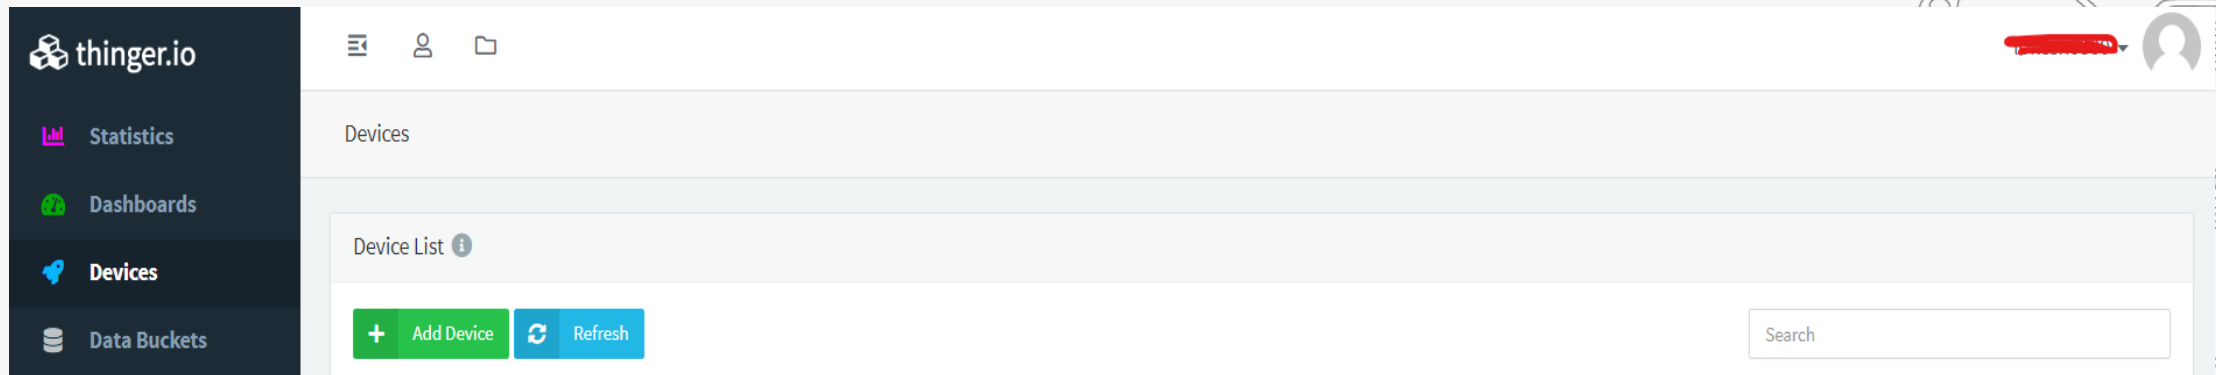 thinger.io
Statistics
Dashboards
Devices
Data Buckets
Devices
Device List
Add Device
Refresh
Search